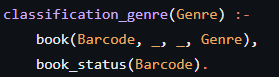 classification_genre(Genre) :-
    book(Barcode, _, _, Genre),
    book_status(Barcode).